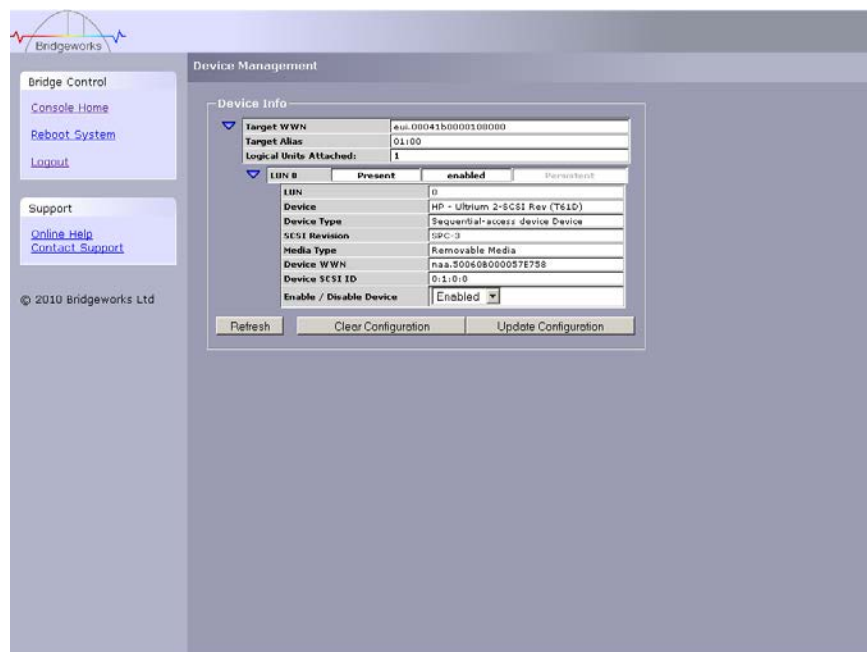 Bridgeworks
Device Management
Bridge Control
Console Home
Reboot System
Logout
Support
Online Help
Contact Support
© 2010 Bridgeworks Ltd
Device Info
Target WWN eui.00041b0000100000
Target Alias 01:00
Logical Units Attached: 1
LUN 0 Present enabled Persistent
LUN 0
Device HP - Ultrium 2-SCSI Rev (T61D)
Device Type Sequential-access device Device
SCSI Revision SPC-3
Media Type Removable Media
Device WWN naa.500608000057E758
Device SCSI ID 0:1:0:0
Enable / Disable Device Enabled
Refresh Clear Configuration Update Configuration